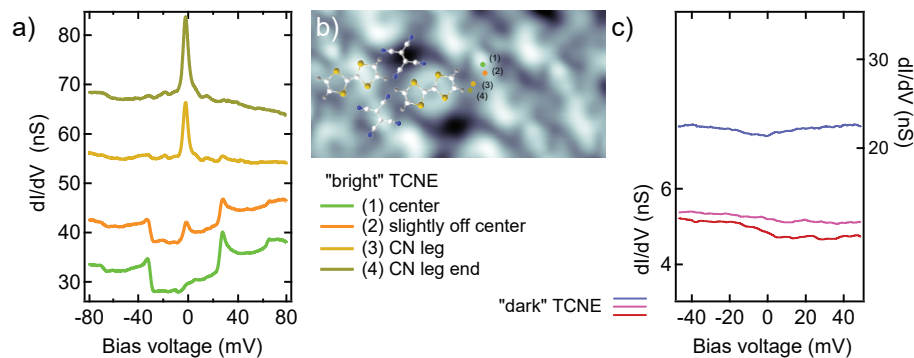 a)
80
70
60
50
40
30
dI/dV (nS)
-80 -40 0 40 80
Bias voltage (mV)
b)
(1)
(2)
(3)
(4)
"bright" TCNE
(1) center
(2) slightly off center
(3) CN leg
(4) CN leg end
"dark" TCNE
c)
30
20
dI/dV
(nS)
6
4
dI/dV (nS)
-40 -20 0 20 40
Bias voltage (mV)